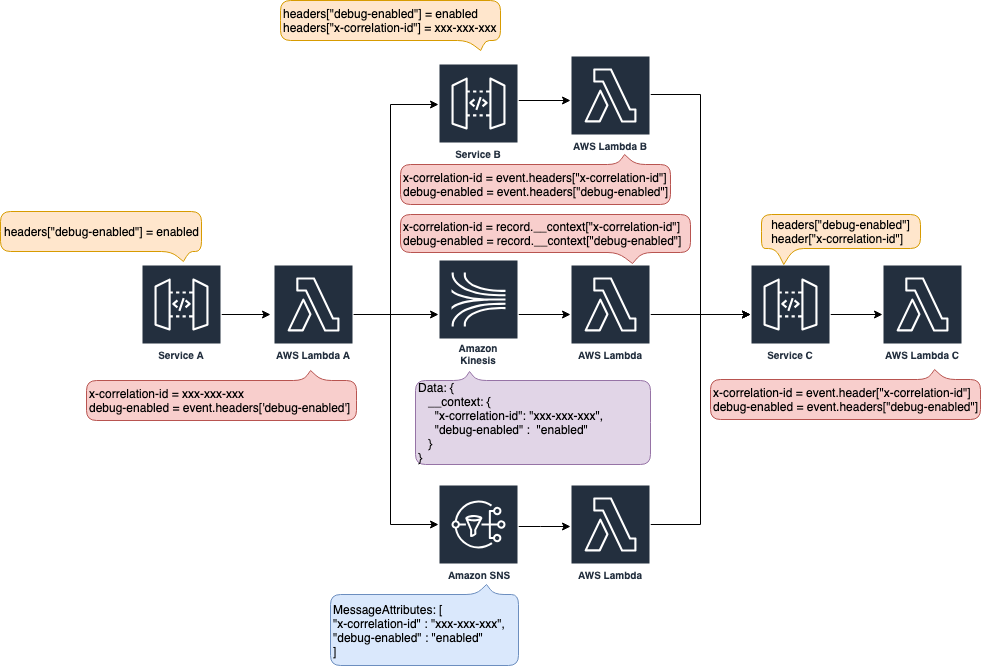 headers["debug-enabled"] = enabled
headers["x-correlation-id"] = xxx-xxx-xxx
Service B
AWS Lambda B
x-correlation-id = event.headers["x-correlation-id"]
debug-enabled = event.headers["debug-enabled"]
headers["debug-enabled"] = enabled
x-correlation-id = record.__context["x-correlation-id"]
debug-enabled = record.__context["debug-enabled"]
headers["debug-enabled"]
header["x-correlation-id"]
Service A
AWS Lambda A
Amazon
Kinesis
AWS Lambda
Service C
AWS Lambda C
x-correlation-id = xxx-xxx-xxx
debug-enabled = event.headers['debug-enabled']
Data: {
__context: {
"x-correlation-id": "xxx-xxx-xxx",
"debug-enabled" :  "enabled"
}
}
x-correlation-id = event.header["x-correlation-id"]
debug-enabled = event.headers["debug-enabled"]
Amazon SNS
AWS Lambda
MessageAttributes: [
"x-correlation-id" : "xxx-xxx-xxx",
"debug-enabled" : "enabled"
]